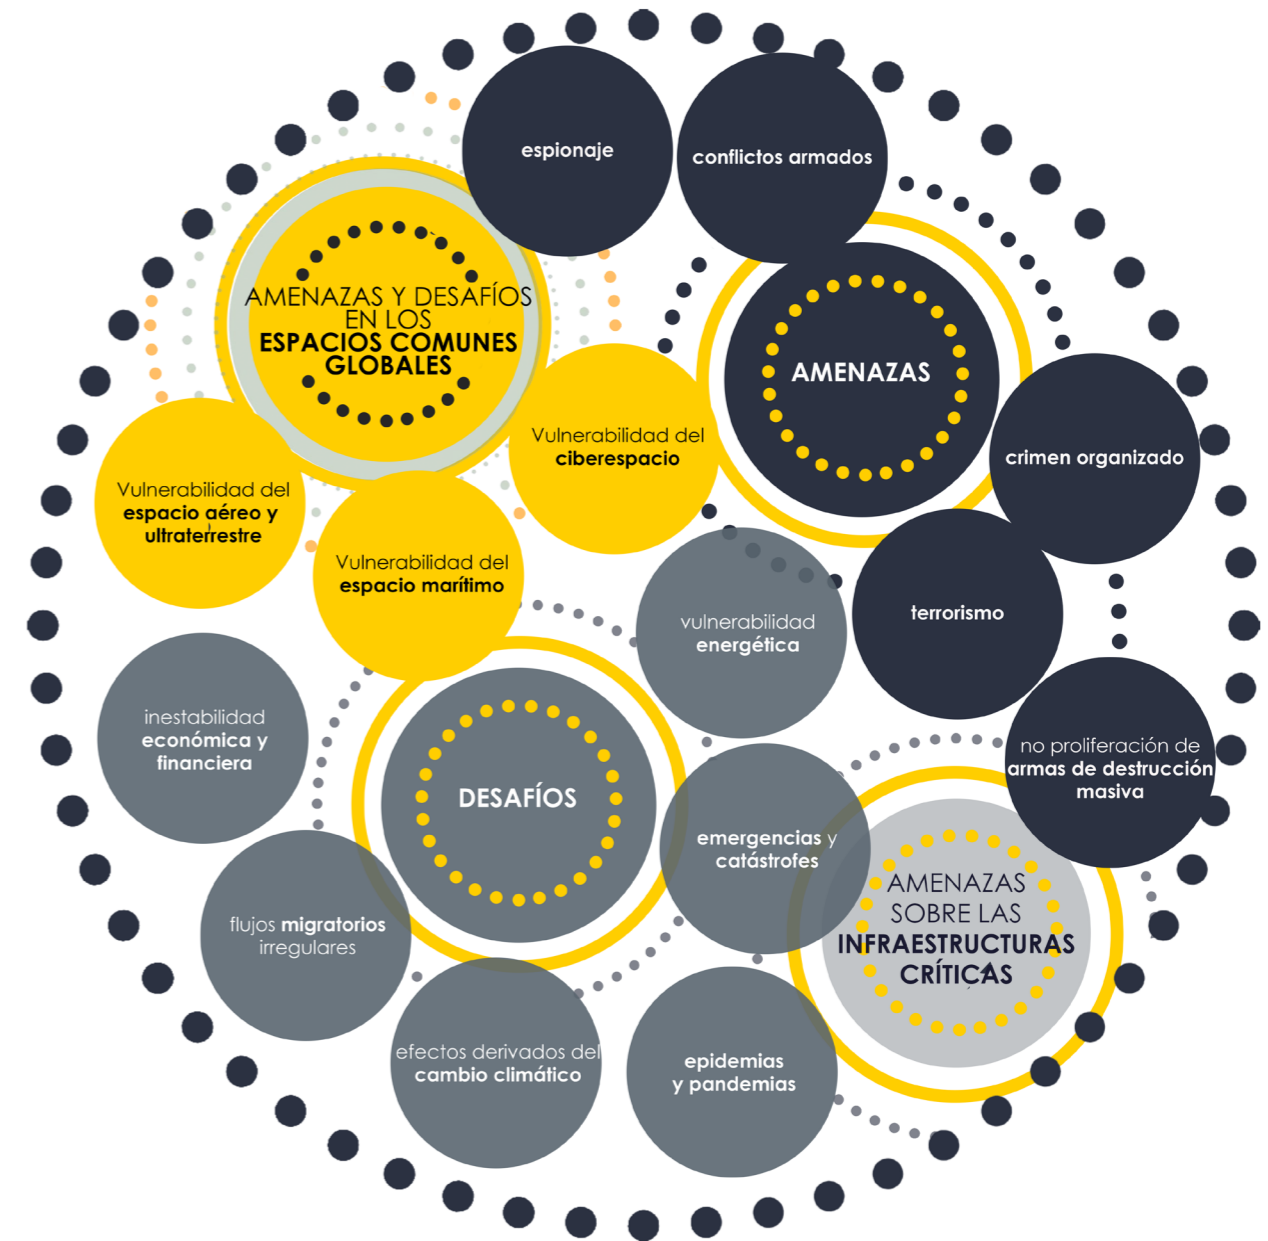 espionaje
conflictos armados
AMENAZAS Y DESAFÍOS
EN LOS
ESPACIOS COMUNES
GLOBALES
AMENAZAS
Vulnerabilidad del
ciberespacio
crimen organizado
Vulnerabilidad del
espacio aéreo y
ultraterrestre
Vulnerabilidad del
espacio marítimo
vulnerabilidad
energética
terrorismo
inestabilidad
económica y
financiera
no proliferación de
armas de destrucción
masiva
DESAFÍOS
emergencias y
catástrofes
AMENAZAS
SOBRE LAS
INFRAESTRUCTURAS
CRÍTICAS
flujos migratorios
irregulares
efectos derivados del
cambio climático
epidemias
y pandemias